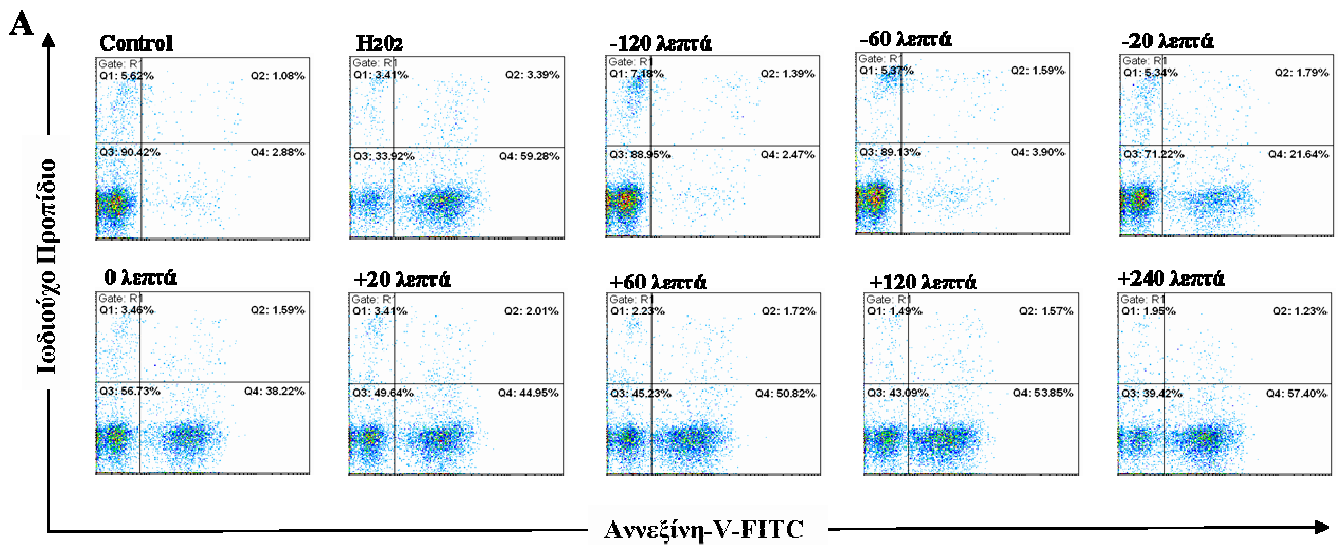 A
Control
Gate: R1
Q1: 5.62%
Q2: 1.08%
Q3: 90.42%
Q4: 2.88%
H2O2
Gate: R1
Q1: 3.41%
Q2: 3.39%
Q3: 33.92%
Q4: 59.28%
-120 λεπτά
Gate: R1
Q1: 7.18%
Q2: 1.39%
Q3: 88.95%
Q4: 2.47%
-60 λεπτά
Gate: R1
Q1: 5.37%
Q2: 1.59%
Q3: 89.13%
Q4: 3.90%
-20 λεπτά
Gate: R1
Q1: 5.34%
Q2: 1.79%
Q3: 71.22%
Q4: 21.64%
0 λεπτά
Gate: R1
Q1: 3.46%
Q2: 1.59%
Q3: 56.73%
Q4: 38.22%
+20 λεπτά
Gate: R1
Q1: 3.41%
Q2: 2.01%
Q3: 49.64%
Q4: 44.95%
+60 λεπτά
Gate: R1
Q1: 2.23%
Q2: 1.72%
Q3: 45.23%
Q4: 50.82%
+120 λεπτά
Gate: R1
Q1: 1.49%
Q2: 1.57%
Q3: 43.09%
Q4: 53.85%
+240 λεπτά
Gate: R1
Q1: 1.95%
Q2: 1.23%
Q3: 39.42%
Q4: 57.40%
Ιωδιούχο Προπίδιο
Αννεξίνη-V-FITC